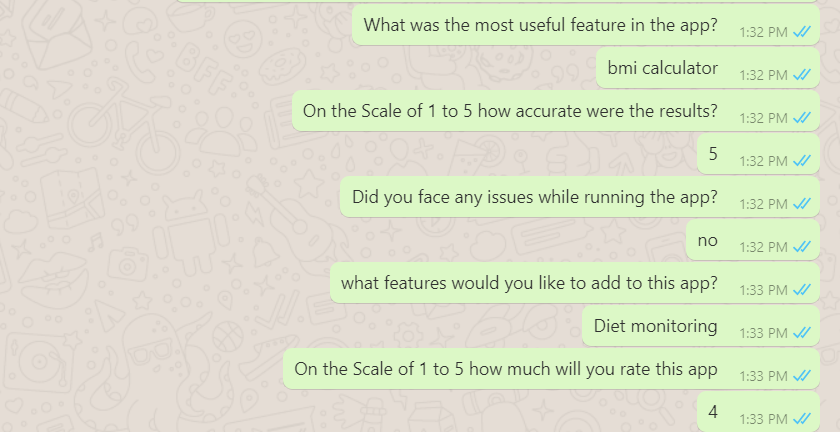 What was the most useful feature in the app? 1:32 PM
bmi calculator 1:32 PM
On the Scale of 1 to 5 how accurate were the results? 1:32 PM
5 1:32 PM
Did you face any issues while running the app? 1:32 PM
no 1:32 PM
what features would you like to add to this app? 1:33 PM
Diet monitoring 1:33 PM
On the Scale of 1 to 5 how much will you rate this app 1:33 PM
4 1:33 PM